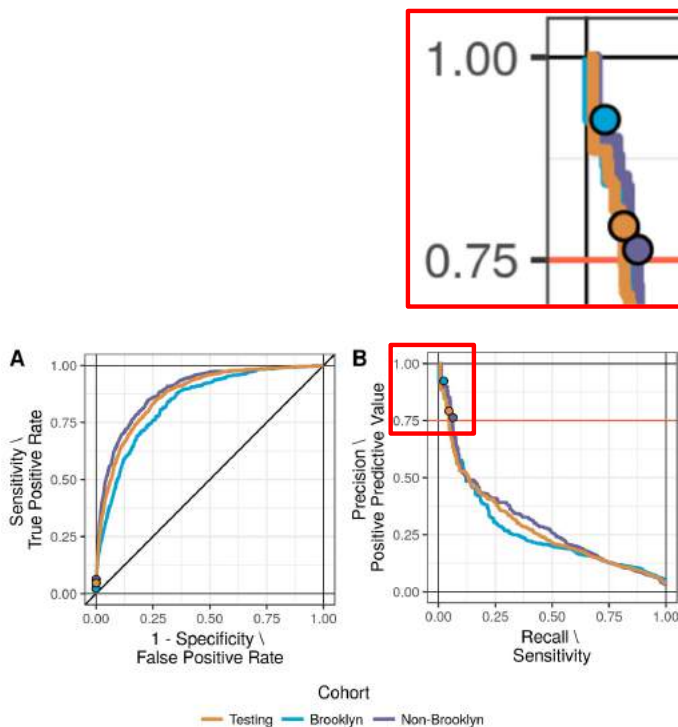 1.00
0.75
A
1.00
0.75
0.50
0.25
0.00
Sensitivity \
True Positive Rate
0.00 0.25 0.50 0.75 1.00
1 - Specificity \
False Positive Rate
B
1.00
0.75
0.50
0.25
0.00
Precision \
Positive Predictive Value
0.00 0.25 0.50 0.75 1.00
Recall \
Sensitivity
Cohort
Testing Brooklyn Non-Brooklyn